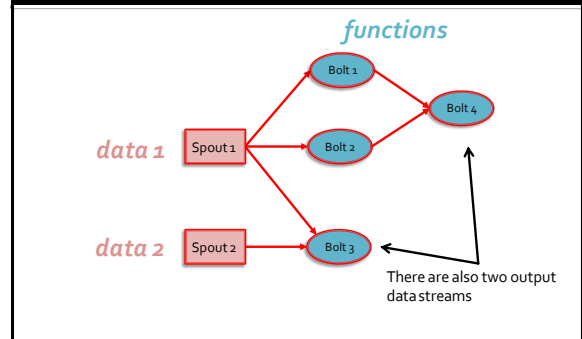 functions
Bolt 1
Bolt 4
data 1
Spout 1
Bolt 2
data 2
Spout 2
Bolt 3
There are also two output
data streams